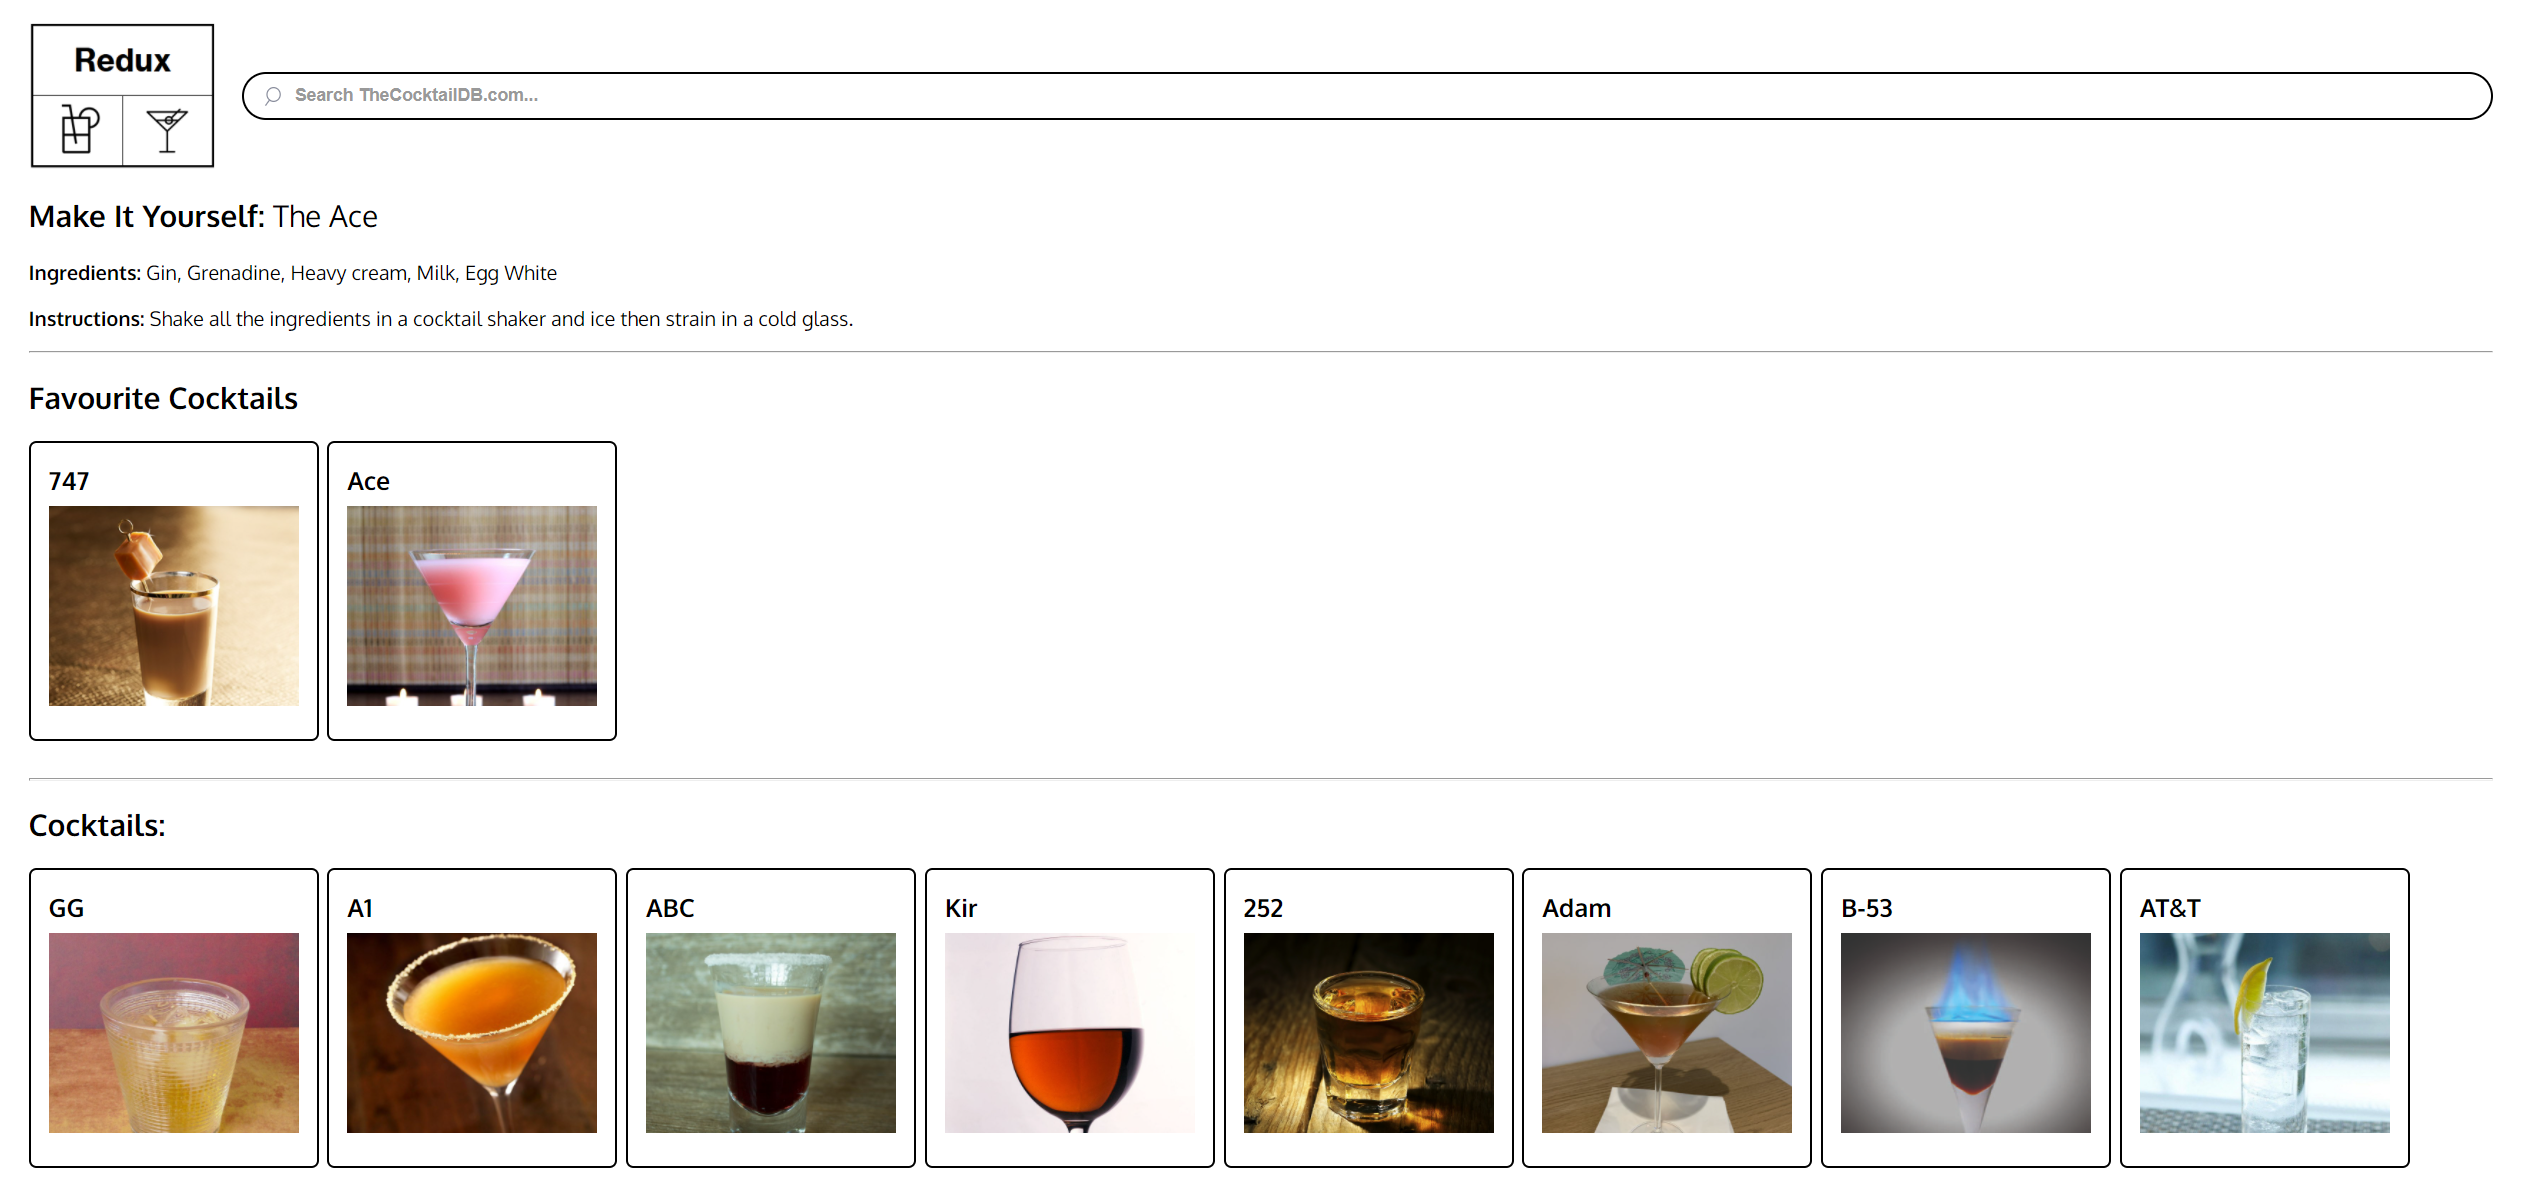 Redux
Search TheCocktailDB.com...
Make It Yourself: The Ace
Ingredients: Gin, Grenadine, Heavy cream, Milk, Egg White
Instructions: Shake all the ingredients in a cocktail shaker and ice then strain in a cold glass.
Favourite Cocktails
747
Ace
Cocktails:
GG
A1
ABC
Kir
252
Adam
B-53
AT&T